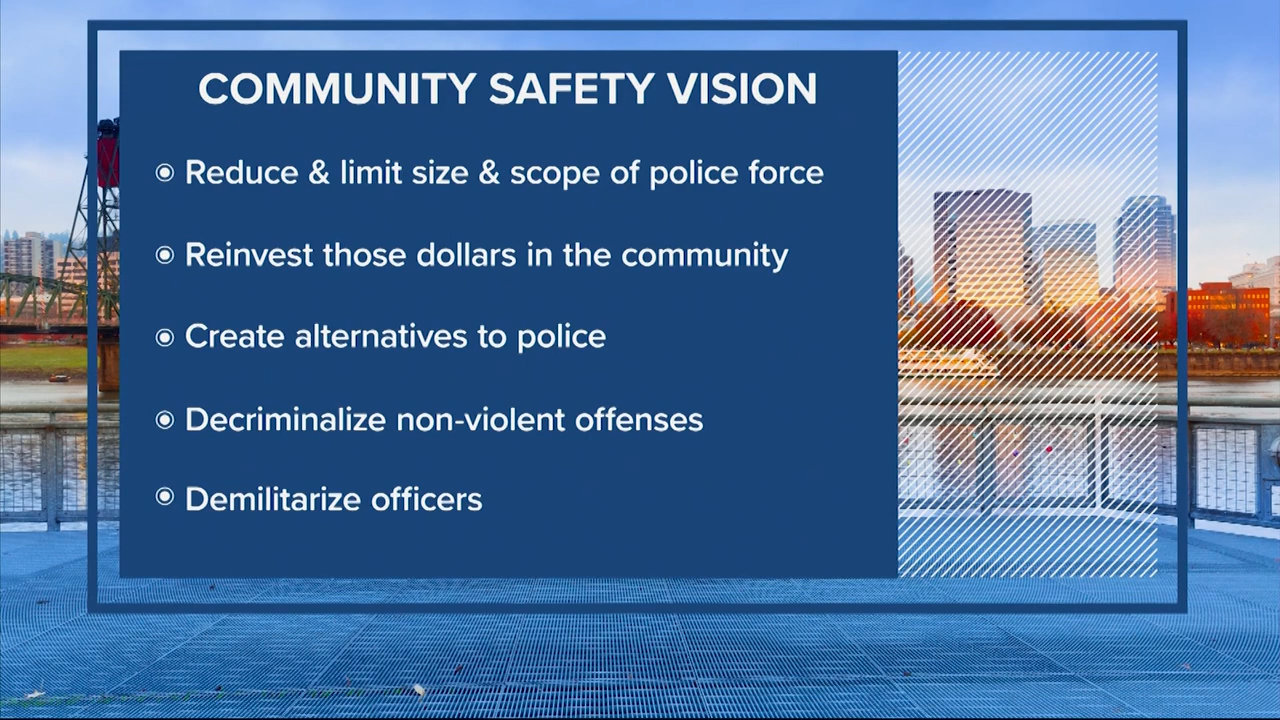 COMMUNITY SAFETY VISION
Reduce & limit size & scope of police force
Reinvest those dollars in the community
Create alternatives to police
Decriminalize non-violent offenses
Demilitarize officers